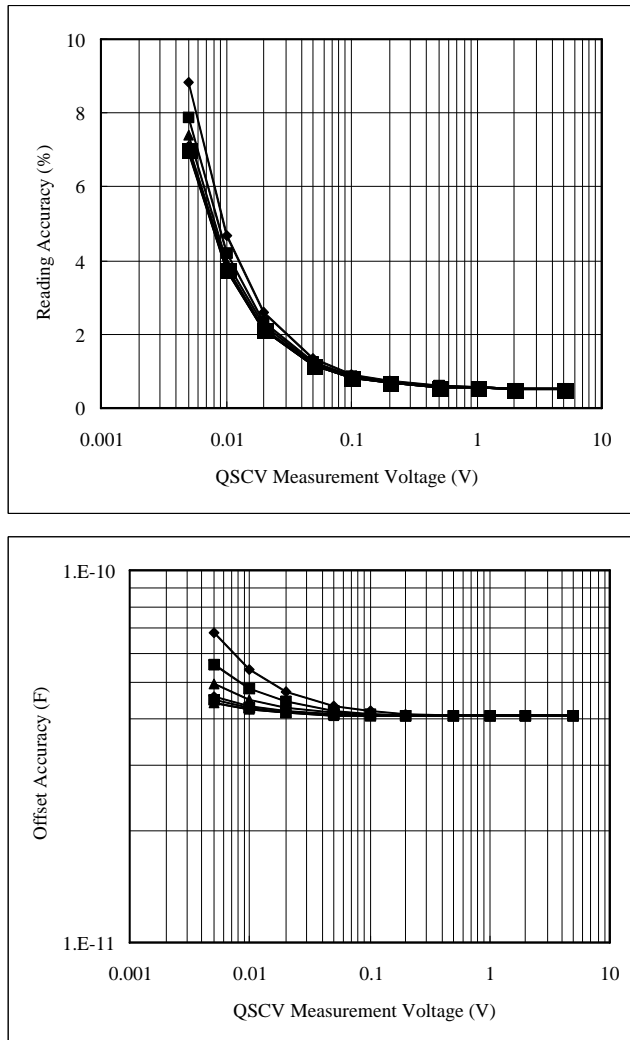 10
8
6
4
2
0
Reading Accuracy (%)
0.001 0.01 0.1 1 10
QSCV Measurement Voltage (V)
1.E-10
1.E-11
Offset Accuracy (F)
0.001 0.01 0.1 1 10
QSCV Measurement Voltage (V)